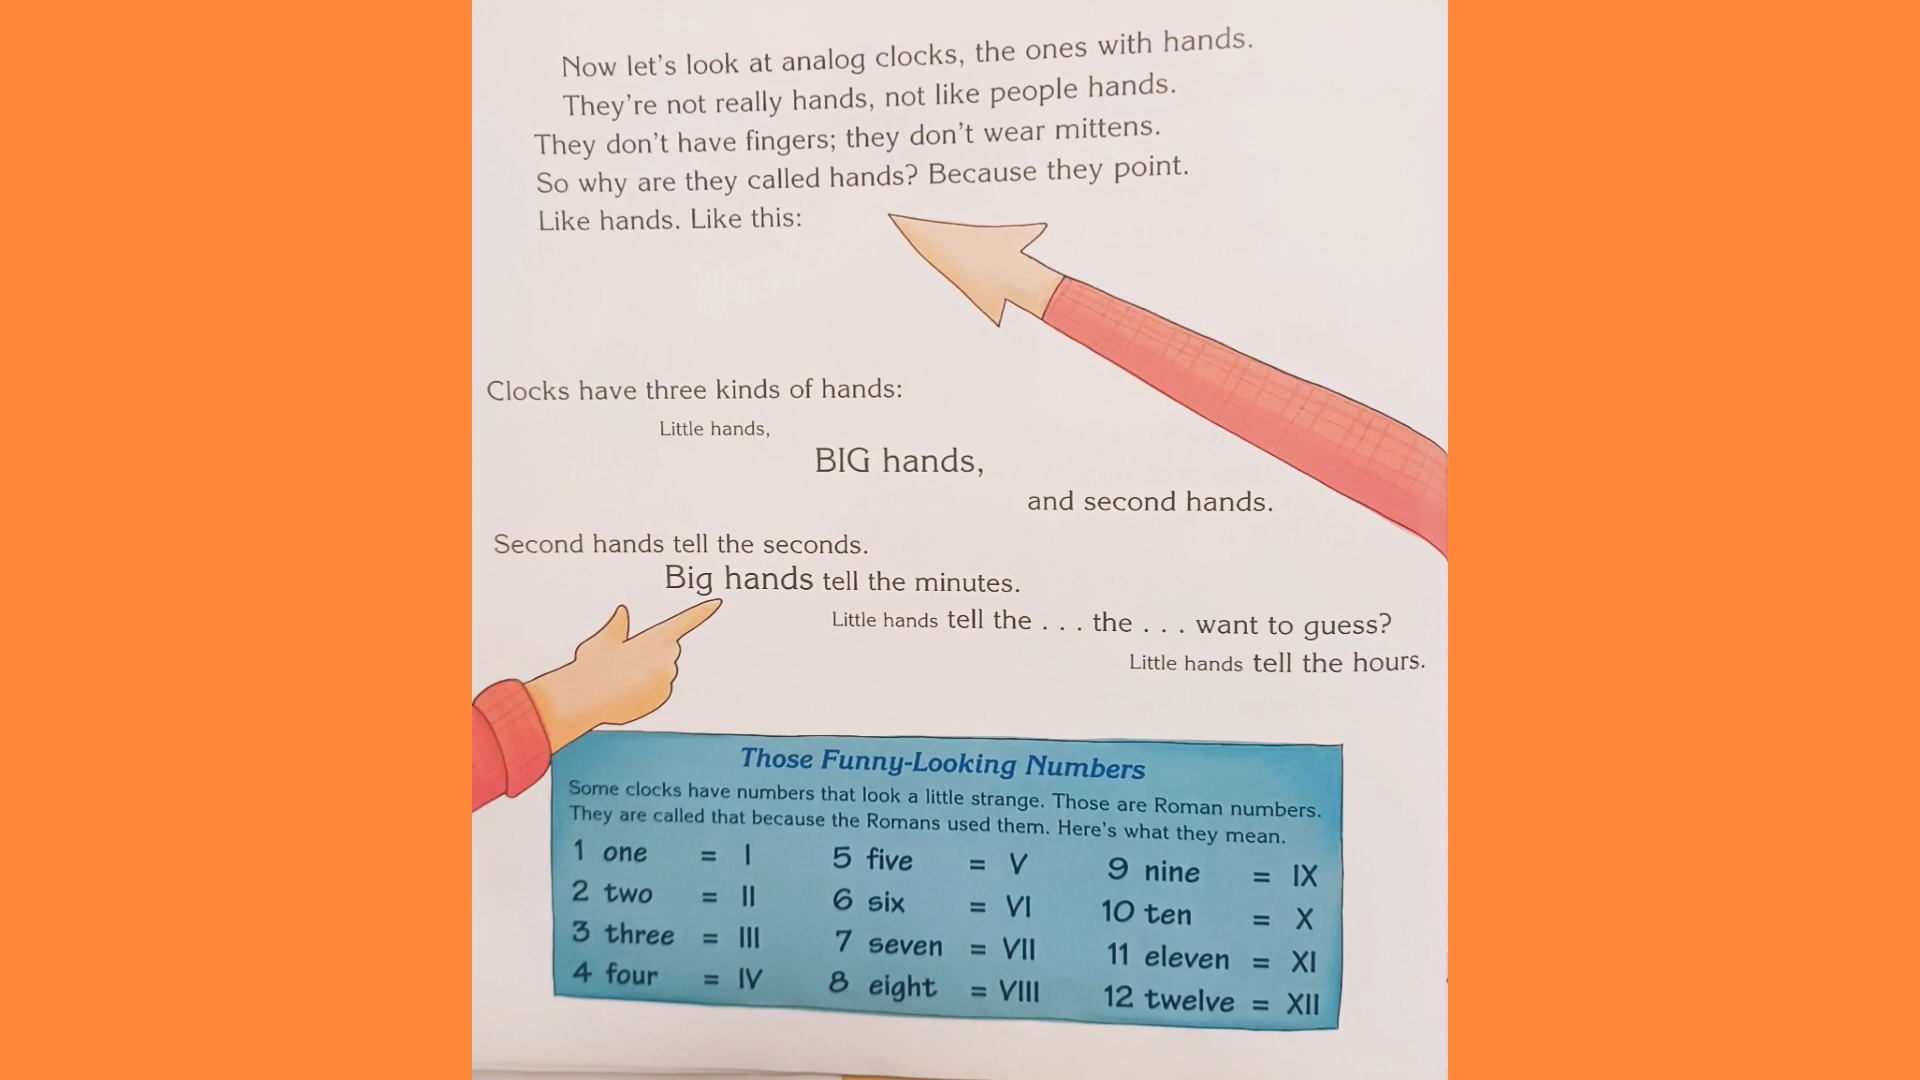 Now let's look at analog clocks, the ones with hands.
They're not really hands, not like people hands.
They don't have fingers; they don't wear mittens.
So why are they called hands? Because they point.
Like hands. Like this:
Clocks have three kinds of hands:
Little hands,
BIG hands,
and second hands.
Second hands tell the seconds.
Big hands tell the minutes.
Little hands tell the . . . the . . . want to guess?
Little hands tell the hours.
Those Funny-Looking Numbers
Some clocks have numbers that look a little strange. Those are Roman numbers.
They are called that because the Romans used them. Here's what they mean.
1 one = I
2 two = II
3 three = III
4 four = IV
5 five = V
6 six = VI
7 seven = VII
8 eight = VIII
9 nine = IX
10 ten = X
11 eleven = XI
12 twelve = XII